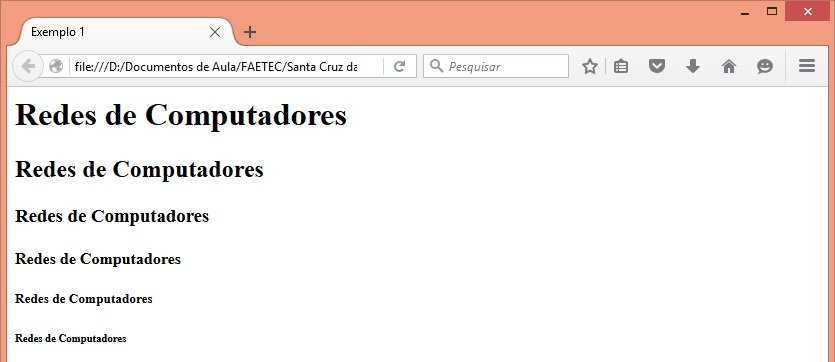 Exemplo 1
file:///D:/Documentos de Aula/FAETEC/Santa Cruz da
Pesquisar
Redes de Computadores
Redes de Computadores
Redes de Computadores
Redes de Computadores
Redes de Computadores
Redes de Computadores